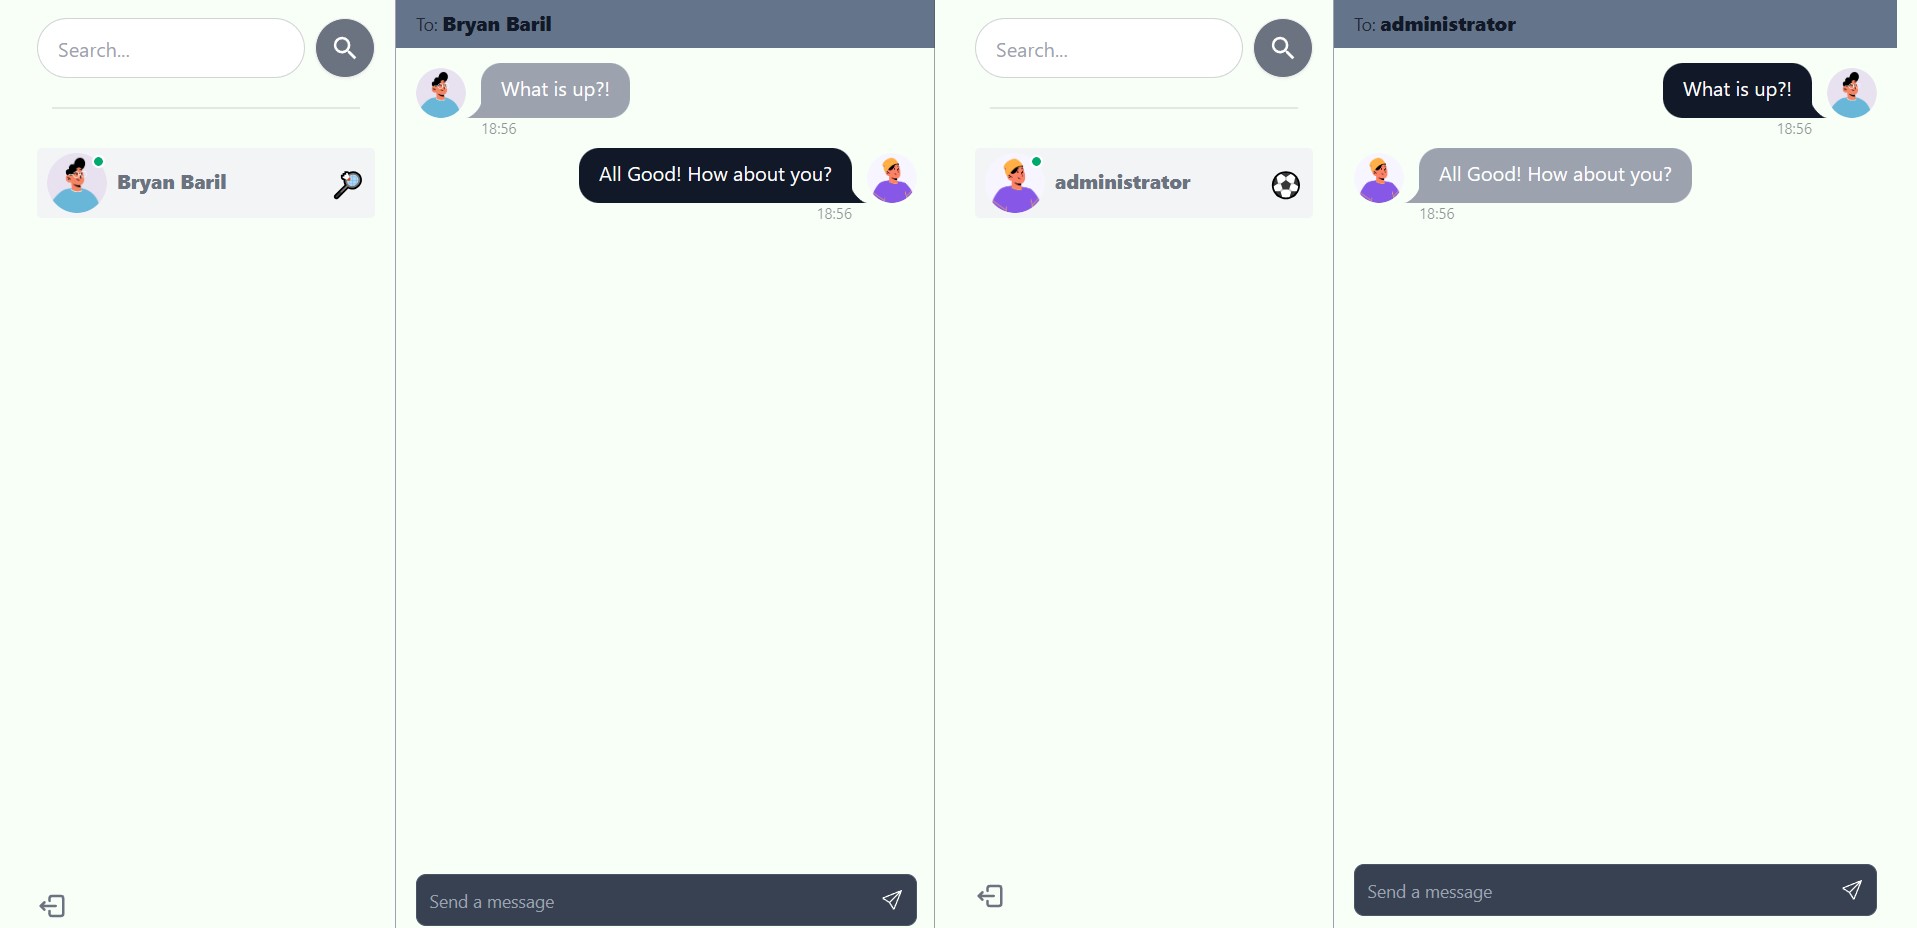 Search...
Bryan Baril
To: Bryan Baril
What is up?!
18:56
All Good! How about you?
18:56
Send a message
Search...
administrator
To: administrator
What is up?!
18:56
All Good! How about you?
18:56
Send a message